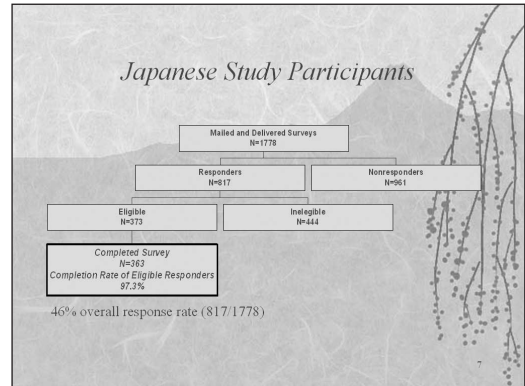 Japanese Study Participants
Mailed and Delivered Surveys
N=1778
Responders
N=817
Nonresponders
N=961
Eligible
N=373
Inelegible
N=444
Completed Survey
N=363
Completion Rate of Eligible Responders
97.3%
46% overall response rate (817/1778)
7